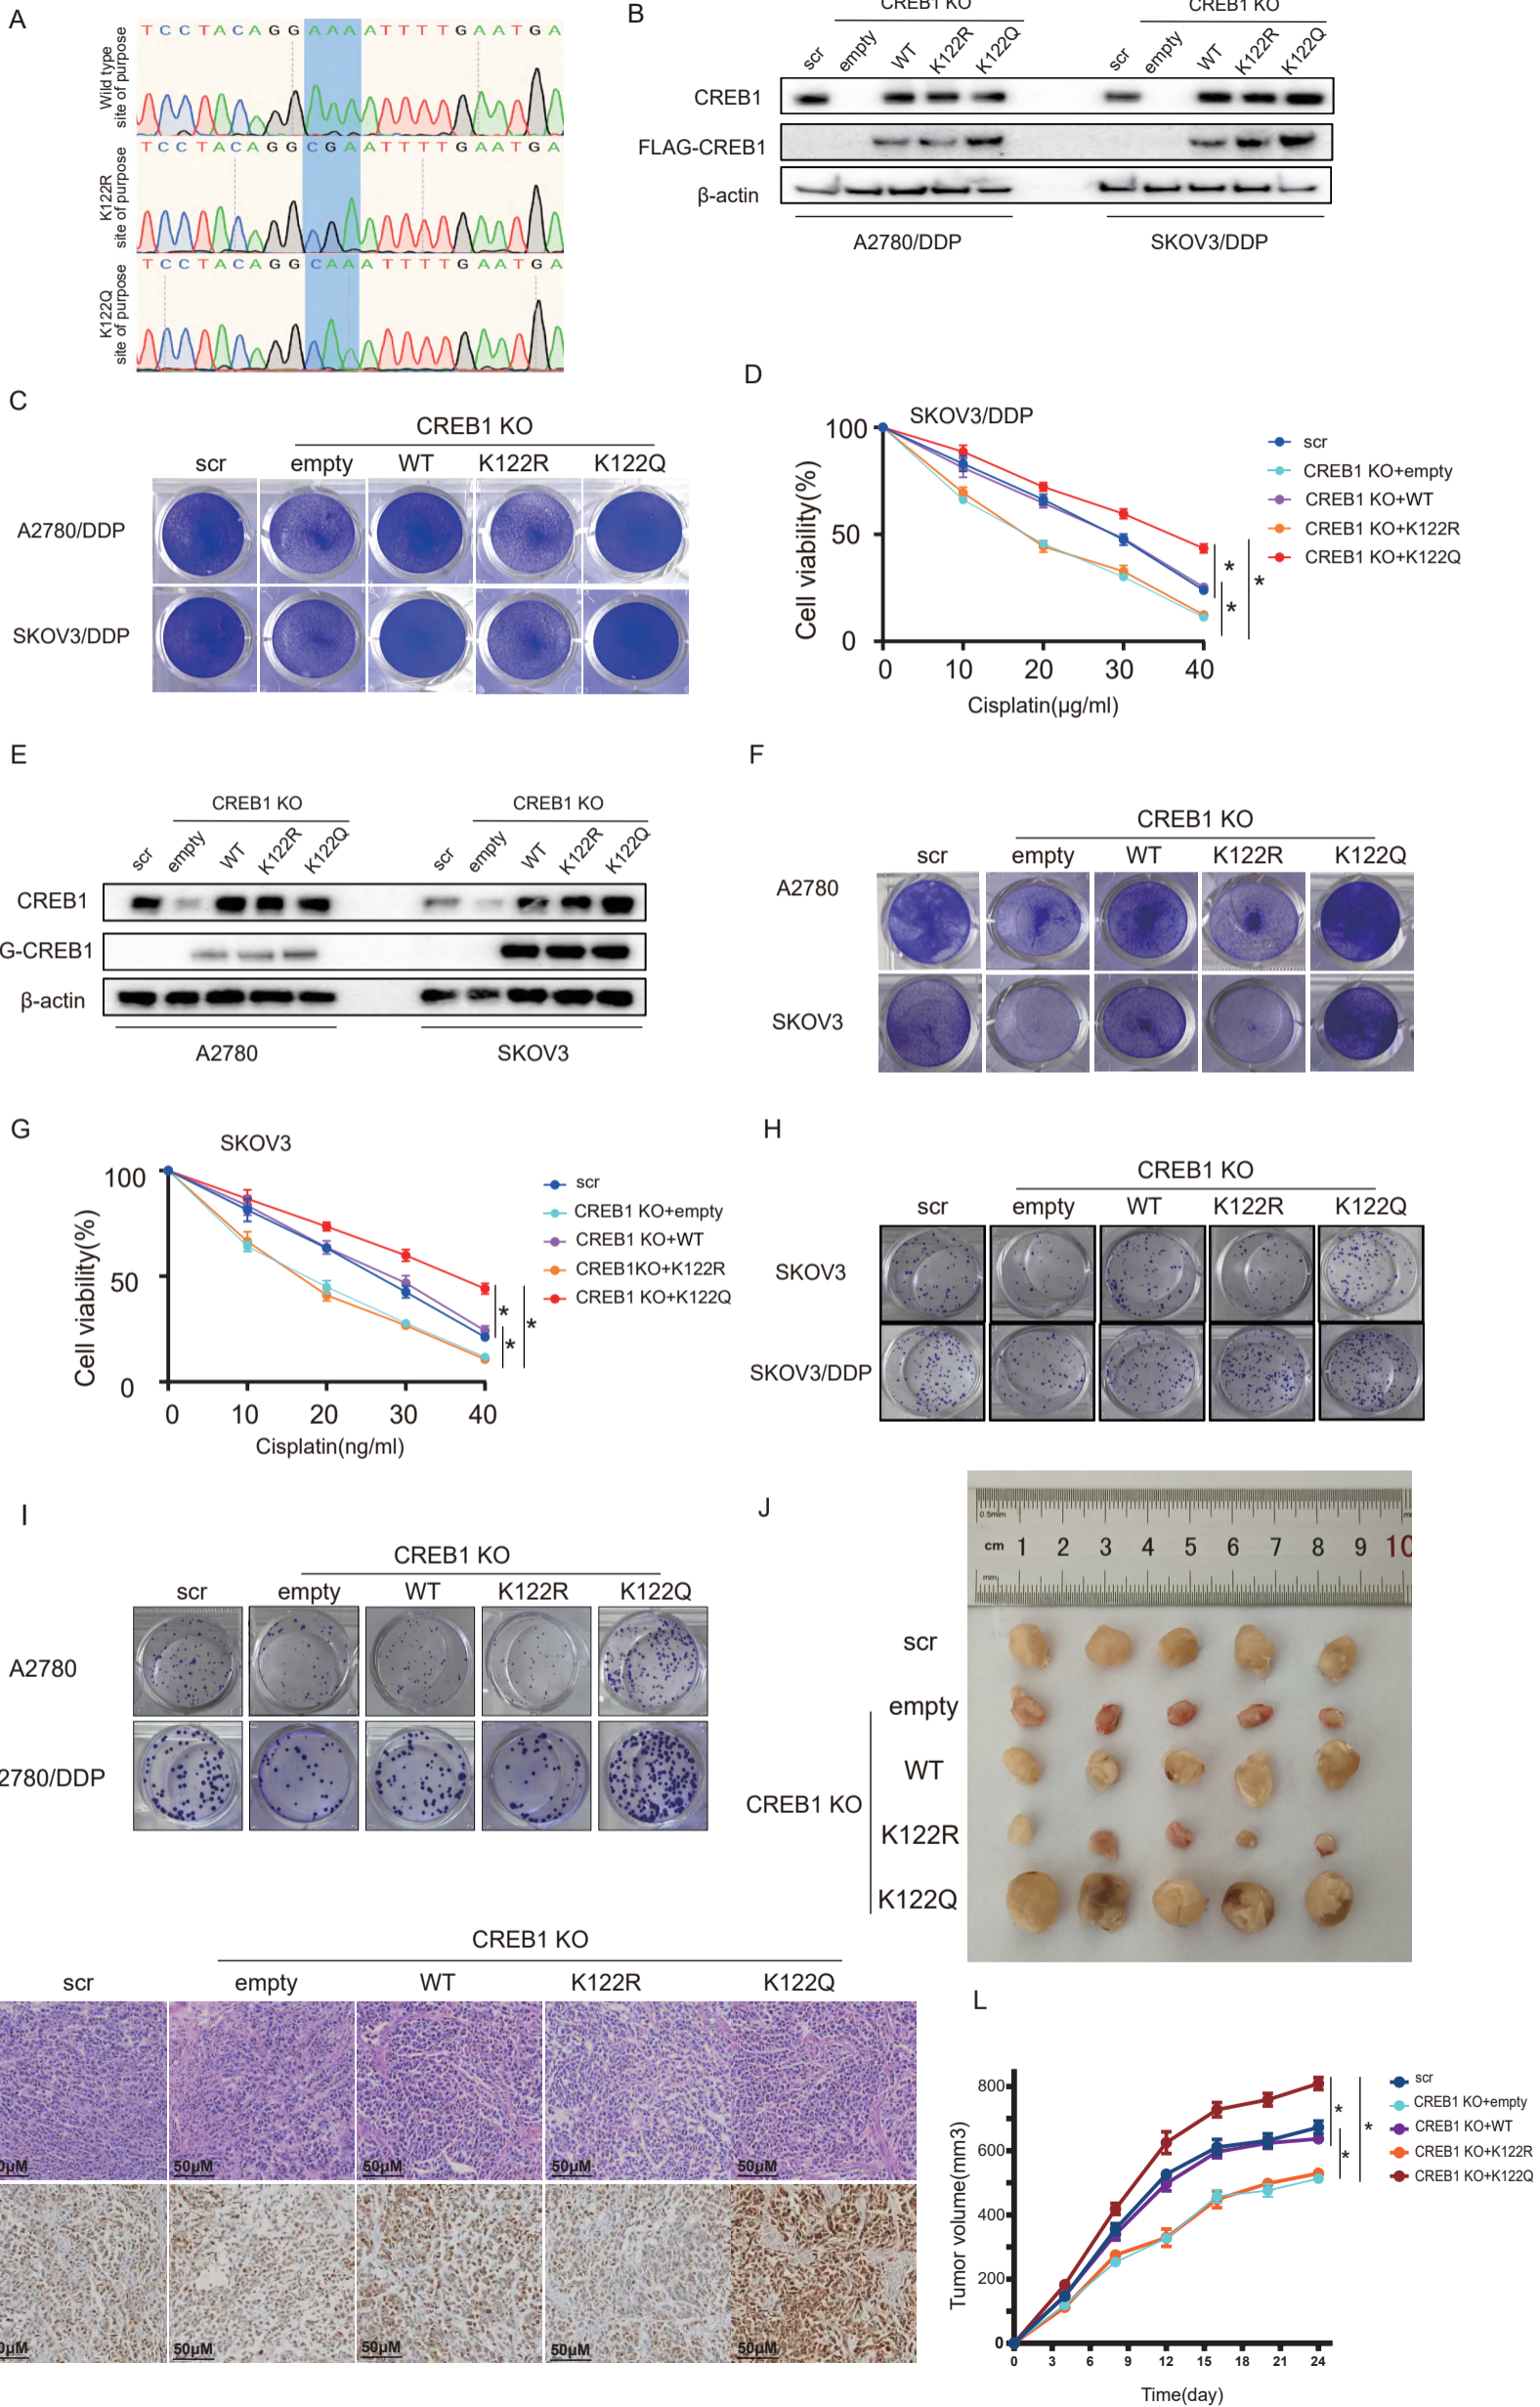 A
T C C T A C A G G A A A A T T T T G A A T G A
Wild type
site of purpose
T C C T A C A G G C G A A T T T T G A A T G A
K122R
site of purpose
T C C T A C A G G C A A A T T T T G A A T G A
K122Q
site of purpose
B
CREB1 KO CREB1 KO
scr empty WT K122R K122Q scr empty WT K122R K122Q
CREB1
FLAG-CREB1
β-actin
A2780/DDP SKOV3/DDP
C
CREB1 KO
scr empty WT K122R K122Q
A2780/DDP
SKOV3/DDP
D
SKOV3/DDP
Cell viability(%)
100
50
0
0 10 20 30 40
Cisplatin(μg/ml)
scr
CREB1 KO+empty
CREB1 KO+WT
CREB1 KO+K122R
CREB1 KO+K122Q
* * *
E
CREB1 KO CREB1 KO
scr empty WT K122R K122Q scr empty WT K122R K122Q
CREB1
G-CREB1
β-actin
A2780 SKOV3
F
CREB1 KO
scr empty WT K122R K122Q
A2780
SKOV3
G
SKOV3
Cell viability(%)
100
50
0
0 10 20 30 40
Cisplatin(ng/ml)
scr
CREB1 KO+empty
CREB1 KO+WT
CREB1KO+K122R
CREB1 KO+K122Q
* * *
H
CREB1 KO
scr empty WT K122R K122Q
SKOV3
SKOV3/DDP
I
CREB1 KO
scr empty WT K122R K122Q
A2780
2780/DDP
J
0.5mm
cm 1 2 3 4 5 6 7 8 9 10
mm
scr
empty
WT
CREB1 KO
K122R
K122Q
CREB1 KO
scr empty WT K122R K122Q
0μM 50μM 50μM 50μM 50μM
0μM 50μM 50μM 50μM 50μM
L
Tumor volume(mm3)
800
600
400
200
0
0 3 6 9 12 15 18 21 24
Time(day)
scr
CREB1 KO+empty
CREB1 KO+WT
CREB1 KO+K122R
CREB1 KO+K122Q
* * *